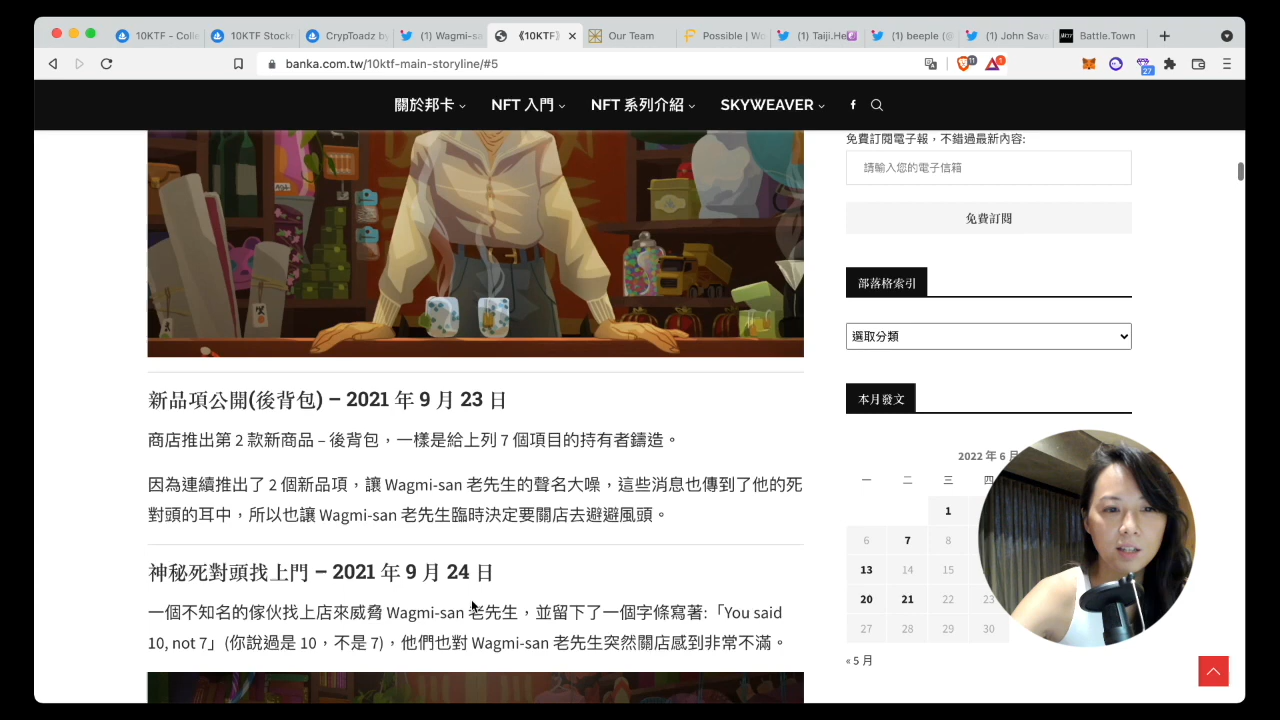 10KTF - Colle
10KTF Stockr
CrypToadz by
(1) Wagmi-sa
《10KTF》
Our Team
Possible | Wo
(1) Taiji.He
(1) beeple (@
(1) John Save
Battle.Town
banka.com.tw/10ktf-main-storyline/#5
11
1
27
關於邦卡
NFT 入門
NFT 系列介紹
SKYWEAVER
免費訂閱電子報，不錯過最新內容:
請輸入您的電子信箱
免費訂閱
部落格索引
選取分類
本月發文
2022 年 6 月
一 二 三 四
1
6 7 8
13 14 15
20 21 22 23
27 28 29 30
« 5 月
新品項公開(後背包) – 2021 年 9 月 23 日
商店推出第 2 款新商品 – 後背包，一樣是給上列 7 個項目的持有者鑄造。
因為連續推出了 2 個新品項，讓 Wagmi-san 老先生的聲名大噪，這些消息也傳到了他的死
對頭的耳中，所以也讓 Wagmi-san 老先生臨時決定要關店去避避風頭。
神秘死對頭找上門 – 2021 年 9 月 24 日
一個不知名的傢伙找上店來威脅 Wagmi-san 老先生，並留下了一個字條寫著:「You said
10, not 7」(你說過是 10，不是 7)，他們也對 Wagmi-san 老先生突然關店感到非常不滿。